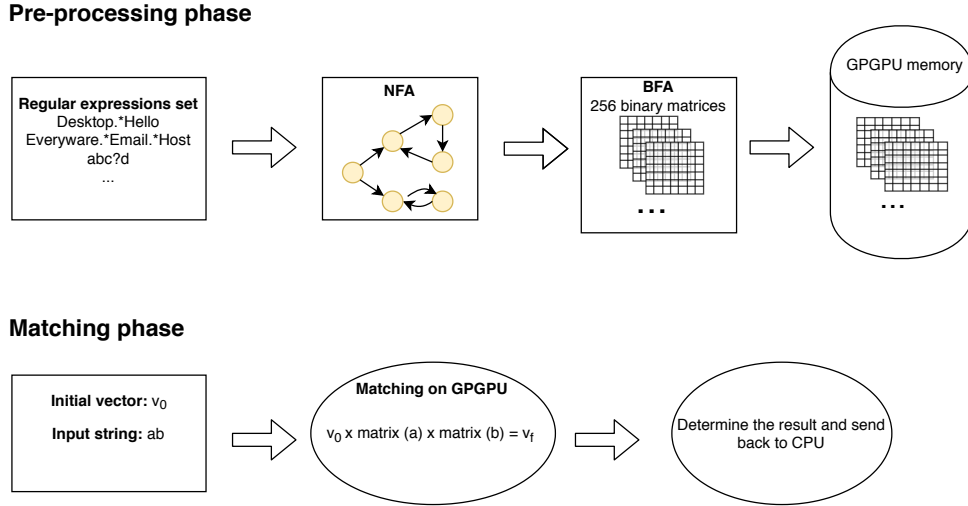 Pre-processing phase
Regular expressions set
Desktop.*Hello
Everyware.*Email.*Host
abc?d
...
NFA
BFA
256 binary matrices
...
GPGPU memory
...
Matching phase
Initial vector: v0
Input string: ab
Matching on GPGPU
v0 x matrix (a) x matrix (b) = vf
Determine the result and send
back to CPU